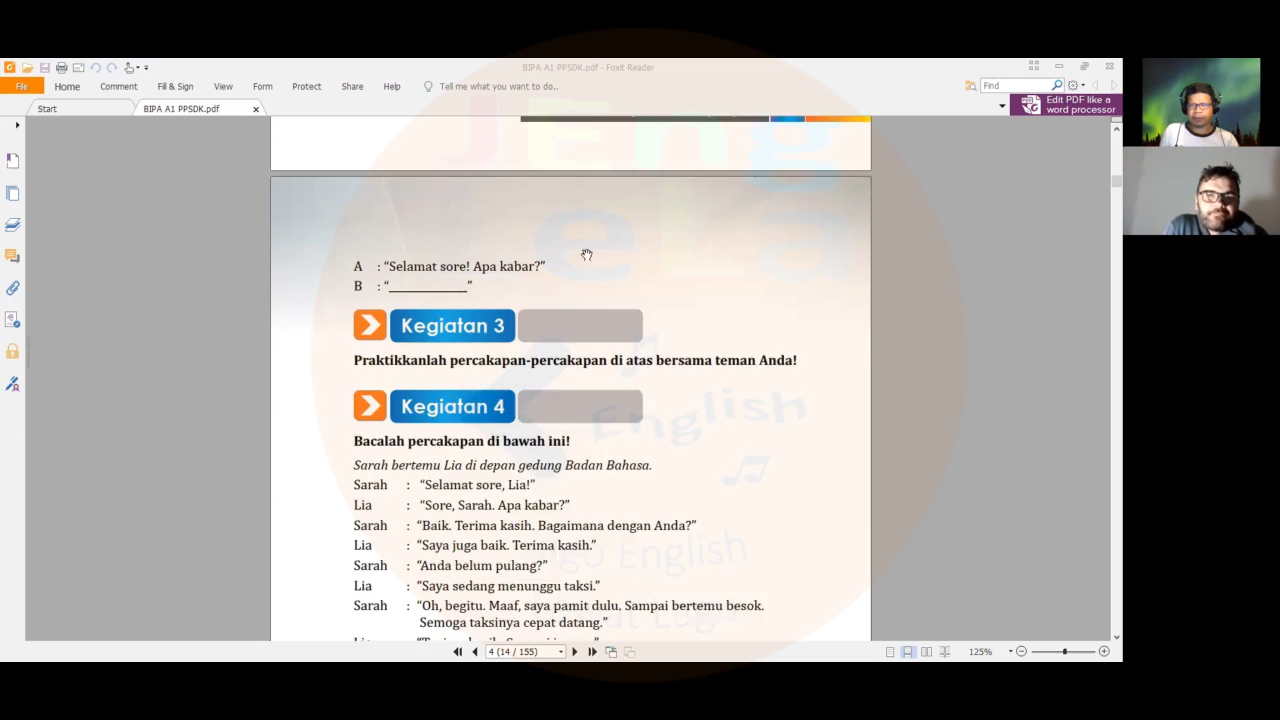 BIPA A1 PPSDK.pdf - Foxit Reader
File Home Comment Fill & Sign View Form Protect Share Help Tell me what you want to do..
Find
Start
BIPA A1 PPSDK.pdf
Edit PDF like a
word processor
JEng
leLa
A : “Selamat sore! Apa kabar?”
B : “_____________”
Kegiatan 3
Praktikkanlah percakapan-percakapan di atas bersama teman Anda!
Kegiatan 4
English
Bacalah percakapan di bawah ini!
Sarah bertemu Lia di depan gedung Badan Bahasa.
Sarah : “Selamat sore, Lia!”
Lia : “Sore, Sarah. Apa kabar?”
Sarah : “Baik. Terima kasih. Bagaimana dengan Anda?”
Lia : “Saya juga baik. Terima kasih.”
English
Sarah : “Anda belum pulang?”
Lia : “Saya sedang menunggu taksi.”
Sarah : “Oh, begitu. Maaf, saya pamit dulu. Sampai bertemu besok.
Semoga taksinya cepat datang.”
4 (14 / 155)
125%